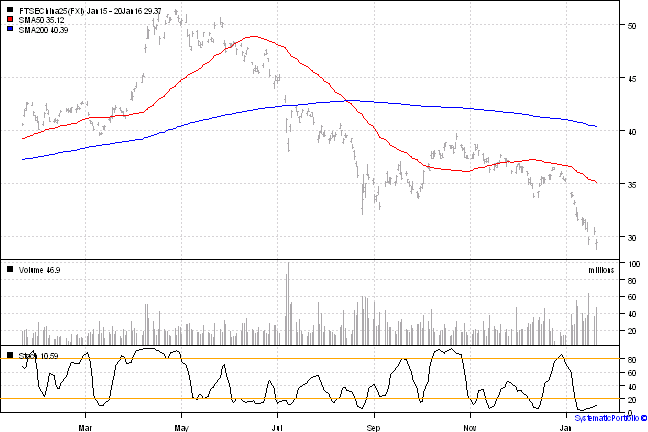 FTSEChina25(FXI) Jan15 - 20Jan16 29.37
SMA50 35.12
SMA200 40.39
50
45
40
35
30
Volume 46.9
millions
100
80
60
40
20
Stoch 10.59
80
60
40
20
0
Mar May Jul Sep Nov Jan
SystematicPortfolio ©